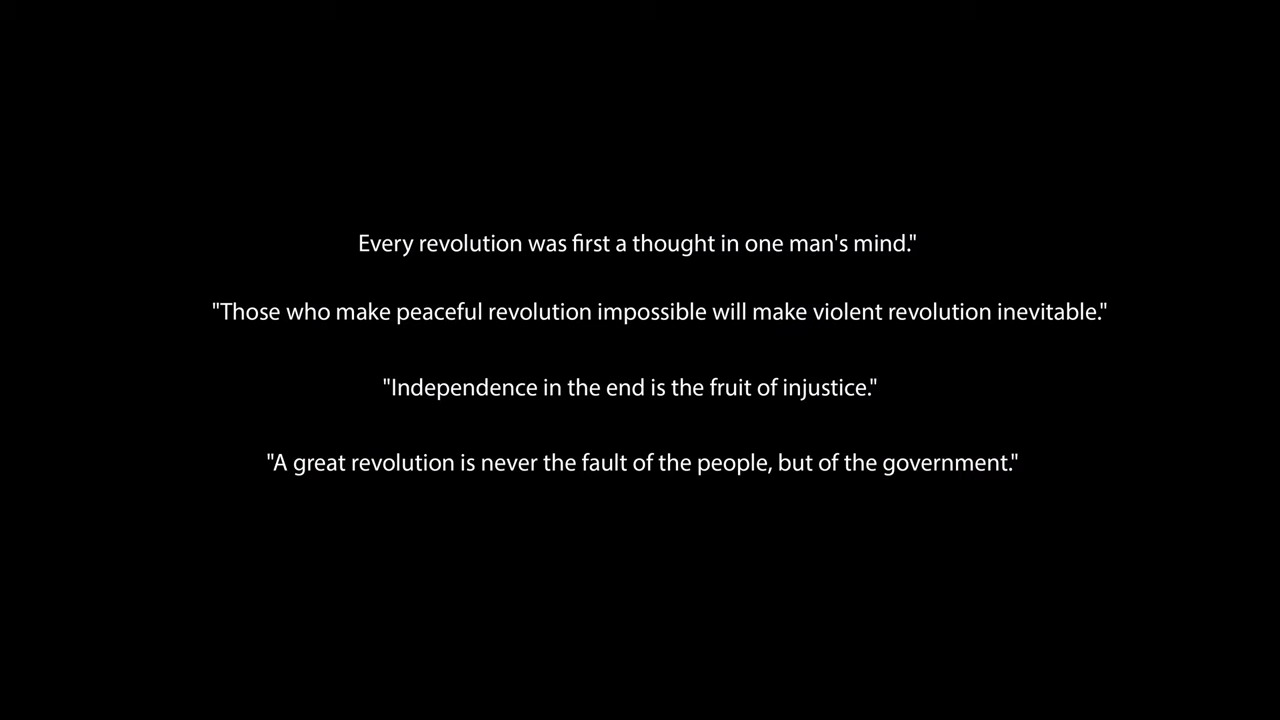 Every revolution was first a thought in one man's mind."
"Those who make peaceful revolution impossible will make violent revolution inevitable."
"Independence in the end is the fruit of injustice."
"A great revolution is never the fault of the people, but of the government."